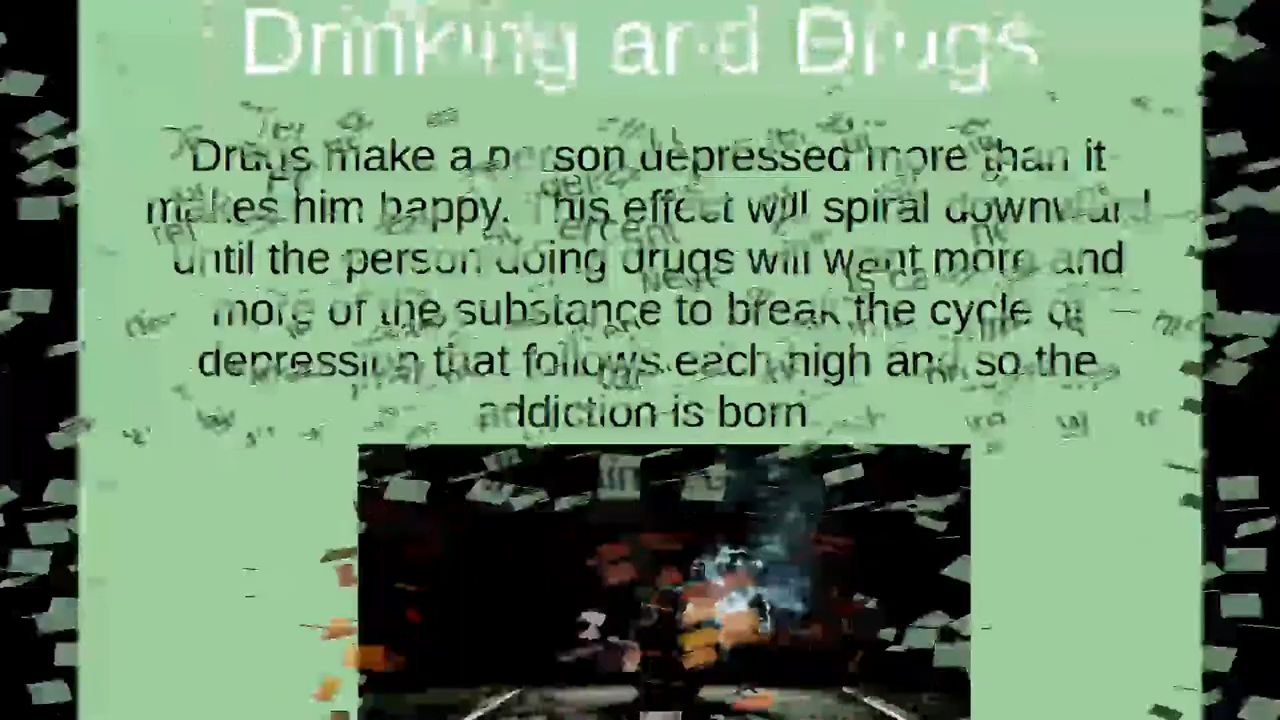 Drinking and Drugs
Drugs make a person depressed more than it
makes him happy. This effect will spiral downward
until the person doing drugs will want more and
more of the substance to break the cycle of
depression that follows each high and so the
addiction is born